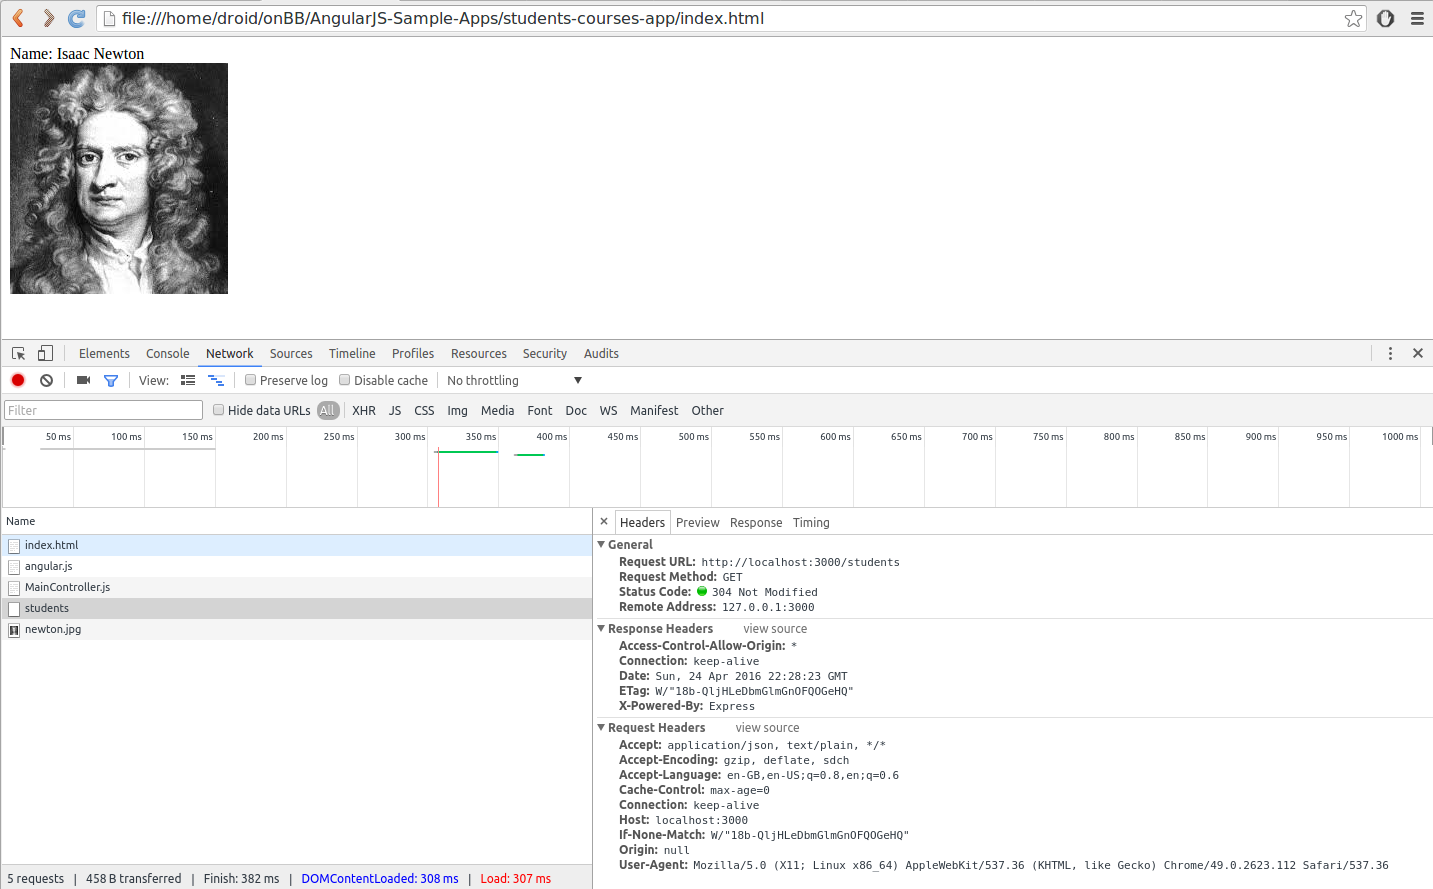 file:///home/droid/onBB/AngularJS-Sample-Apps/students-courses-app/index.html
Name: Isaac Newton
Elements Console Network Sources Timeline Profiles Resources Security Audits
View: Preserve log Disable cache No throttling
Filter Hide data URLs All XHR JS CSS Img Media Font Doc WS Manifest Other
50 ms 100 ms 150 ms 200 ms 250 ms 300 ms 350 ms 400 ms 450 ms 500 ms 550 ms 600 ms 650 ms 700 ms 750 ms 800 ms 850 ms 900 ms 950 ms 1000 ms
Name
index.html
angular.js
MainController.js
students
newton.jpg
5 requests | 458 B transferred | Finish: 382 ms | DOMContentLoaded: 308 ms | Load: 307 ms
× Headers Preview Response Timing
General
Request URL: http://localhost:3000/students
Request Method: GET
Status Code: 304 Not Modified
Remote Address: 127.0.0.1:3000
Response Headers view source
Access-Control-Allow-Origin: *
Connection: keep-alive
Date: Sun, 24 Apr 2016 22:28:23 GMT
ETag: W/"18b-QljHLeDbmGlmGnOFQOGeHQ"
X-Powered-By: Express
Request Headers view source
Accept: application/json, text/plain, */*
Accept-Encoding: gzip, deflate, sdch
Accept-Language: en-GB,en-US;q=0.8,en;q=0.6
Cache-Control: max-age=0
Connection: keep-alive
Host: localhost:3000
If-None-Match: W/"18b-QljHLeDbmGlmGnOFQOGeHQ"
Origin: null
User-Agent: Mozilla/5.0 (X11; Linux x86_64) AppleWebKit/537.36 (KHTML, like Gecko) Chrome/49.0.2623.112 Safari/537.36